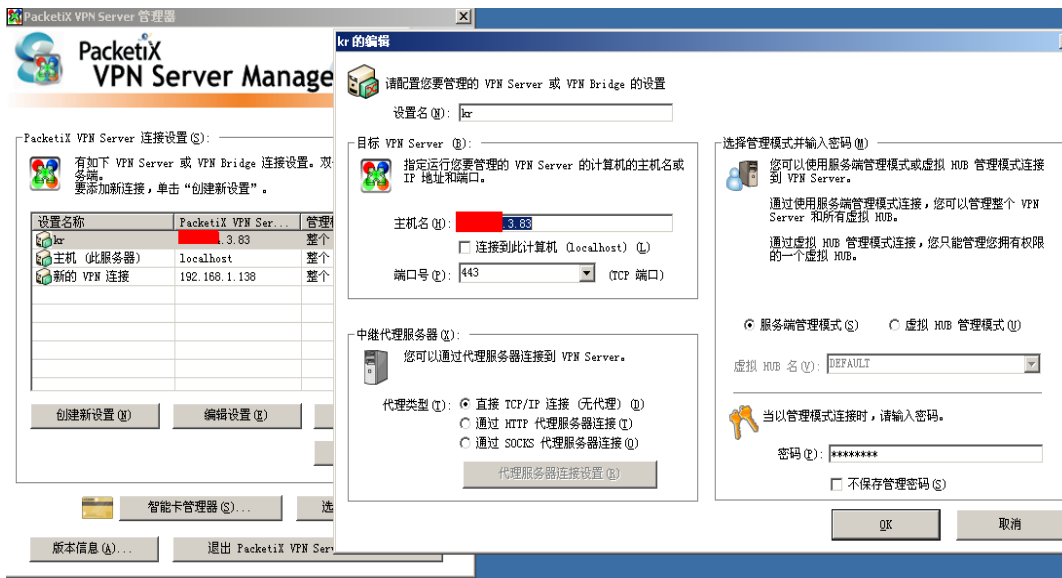 PacketiX VPN Server 管理器
PacketiX
VPN Server Manage
PacketiX VPN Server 连接设置(S):
有如下 VPN Server 或 VPN Bridge 连接设置。双
务端。
要添加新连接，单击“创建新设置”。
设置名称 PacketiX VPN Ser... 管理
kr .3.83 整个
主机 (此服务器) localhost 整个
新的 VPN 连接 192.168.1.138 整个
创建新设置(N) 编辑设置(E)
智能卡管理器(S)... 选
版本信息(A)... 退出 PacketiX VPN Ser
kr 的编辑
请配置您要管理的 VPN Server 或 VPN Bridge 的设置
设置名(N): kr
目标 VPN Server (B):
指定运行您要管理的 VPN Server 的计算机的主机名或
IP 地址和端口。
主机名(H): .3.83
连接到此计算机 (localhost) (L)
端口号(P): 443 (TCP 端口)
中继代理服务器(X):
您可以通过代理服务器连接到 VPN Server。
代理类型(T): 直接 TCP/IP 连接 (无代理) (D)
通过 HTTP 代理服务器连接(T)
通过 SOCKS 代理服务器连接(O)
代理服务器连接设置(R)
选择管理模式并输入密码(M)
您可以使用服务端管理模式或虚拟 HUB 管理模式连接
到 VPN Server。
通过使用服务端管理模式连接，您可以管理整个 VPN
Server 和所有虚拟 HUB。
通过虚拟 HUB 管理模式连接，您只能管理您拥有权限
的一个虚拟 HUB。
服务端管理模式(S) 虚拟 HUB 管理模式(U)
虚拟 HUB 名(V): DEFAULT
当以管理模式连接时，请输入密码。
密码(P): ********
不保存管理密码(S)
OK 取消